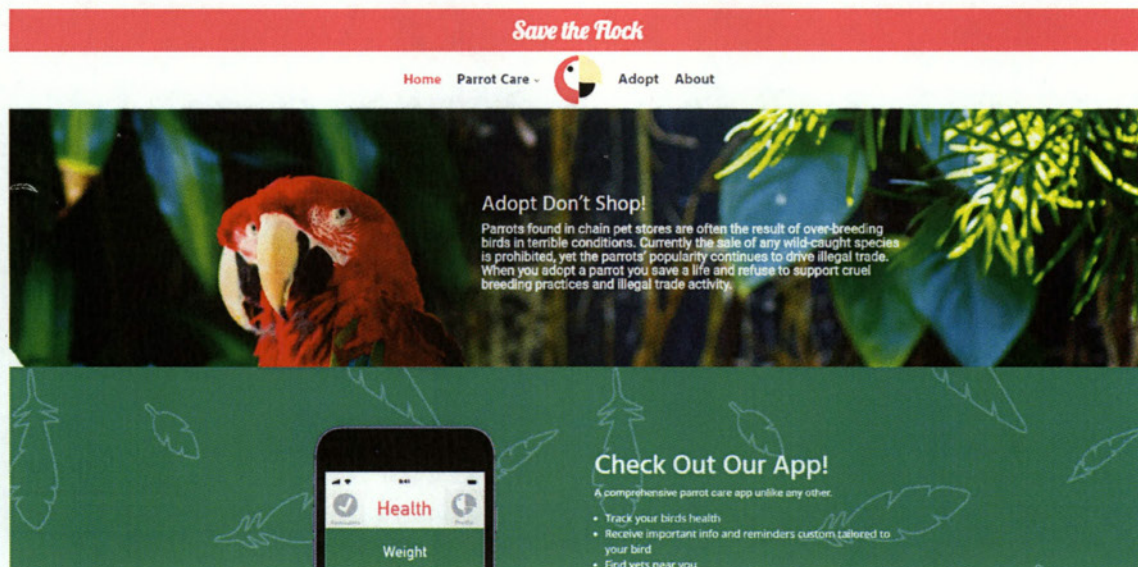 Save the Flock
Home Parrot Care Adopt About
Adopt Don't Shop!
Parrots found in chain pet stores are often the result of over-breeding
birds in terrible conditions. Currently the sale of any wild-caught species
is prohibited, yet the parrots' popularity continues to drive illegal trade.
When you adopt a parrot you save a life and refuse to support cruel
breeding practices and illegal trade activity.
9:41
Health
Profile
Weight
Check Out Our App!
A comprehensive parrot care app unlike any other.
• Track your birds health
• Receive important info and reminders custom tailored to
your bird
• Find vets near you